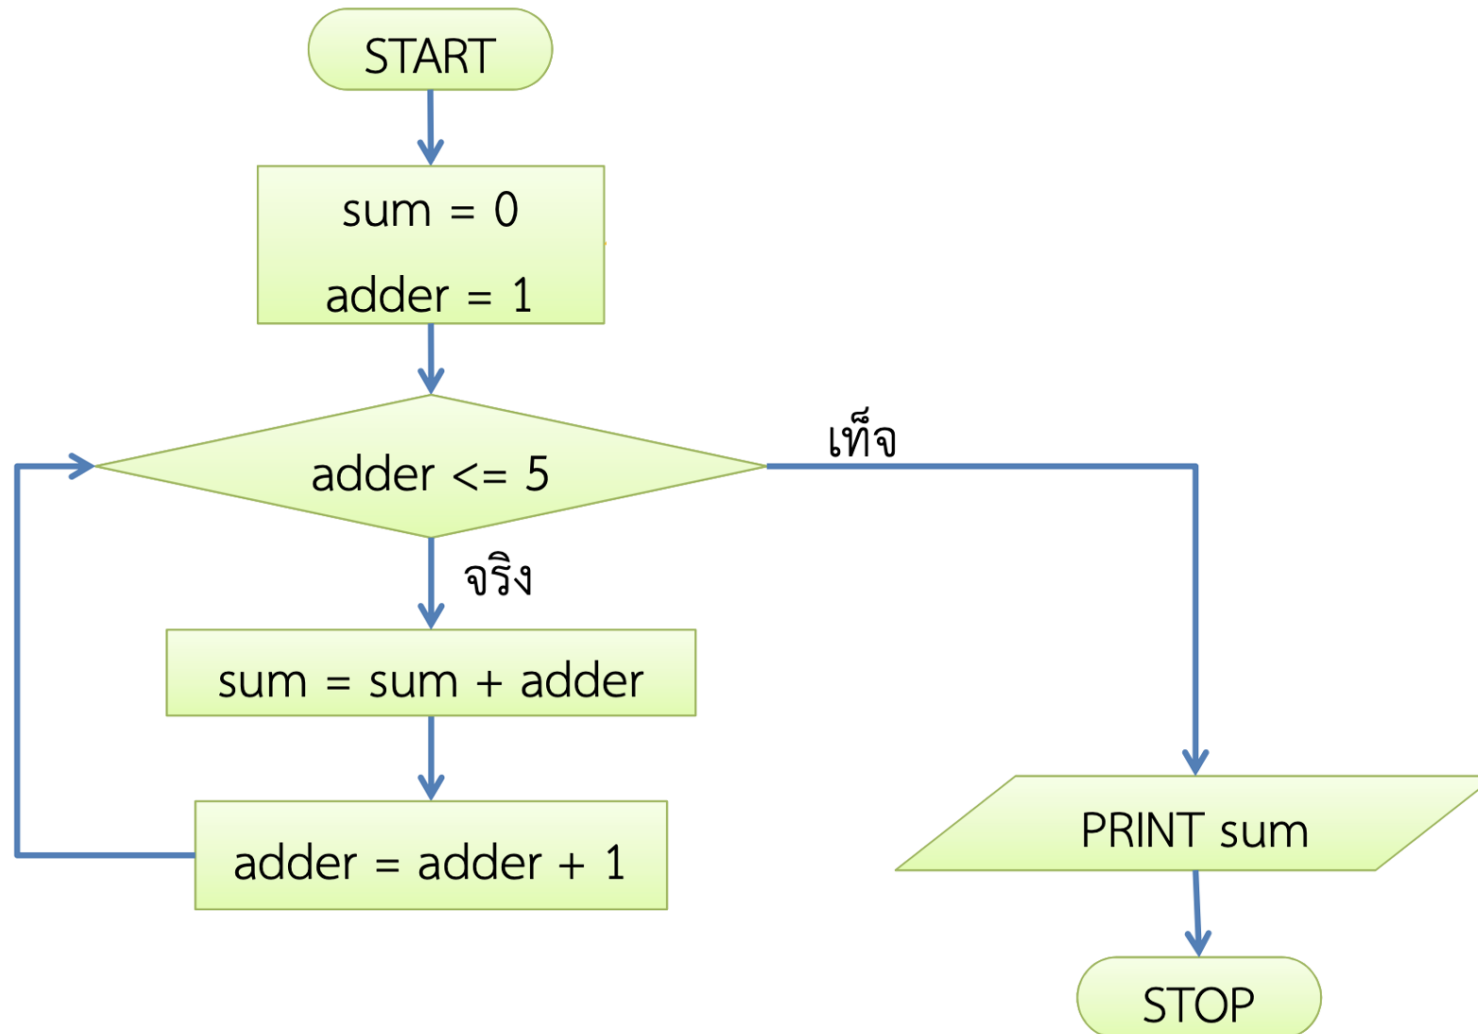 START
sum = 0
adder = 1
adder <= 5
เท็จ
จริง
sum = sum + adder
adder = adder + 1
PRINT sum
STOP